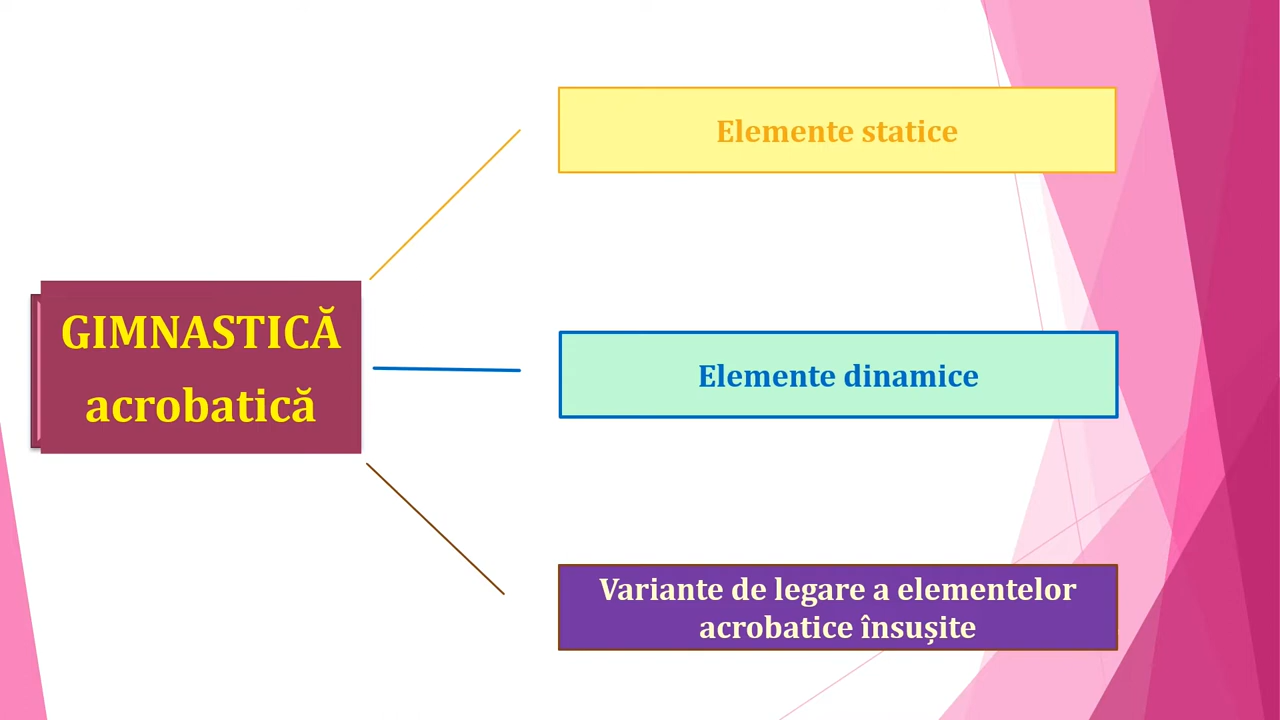 Elemente statice
GIMNASTICĂ
acrobatică
Elemente dinamice
Variante de legare a elementelor
acrobatice însușite